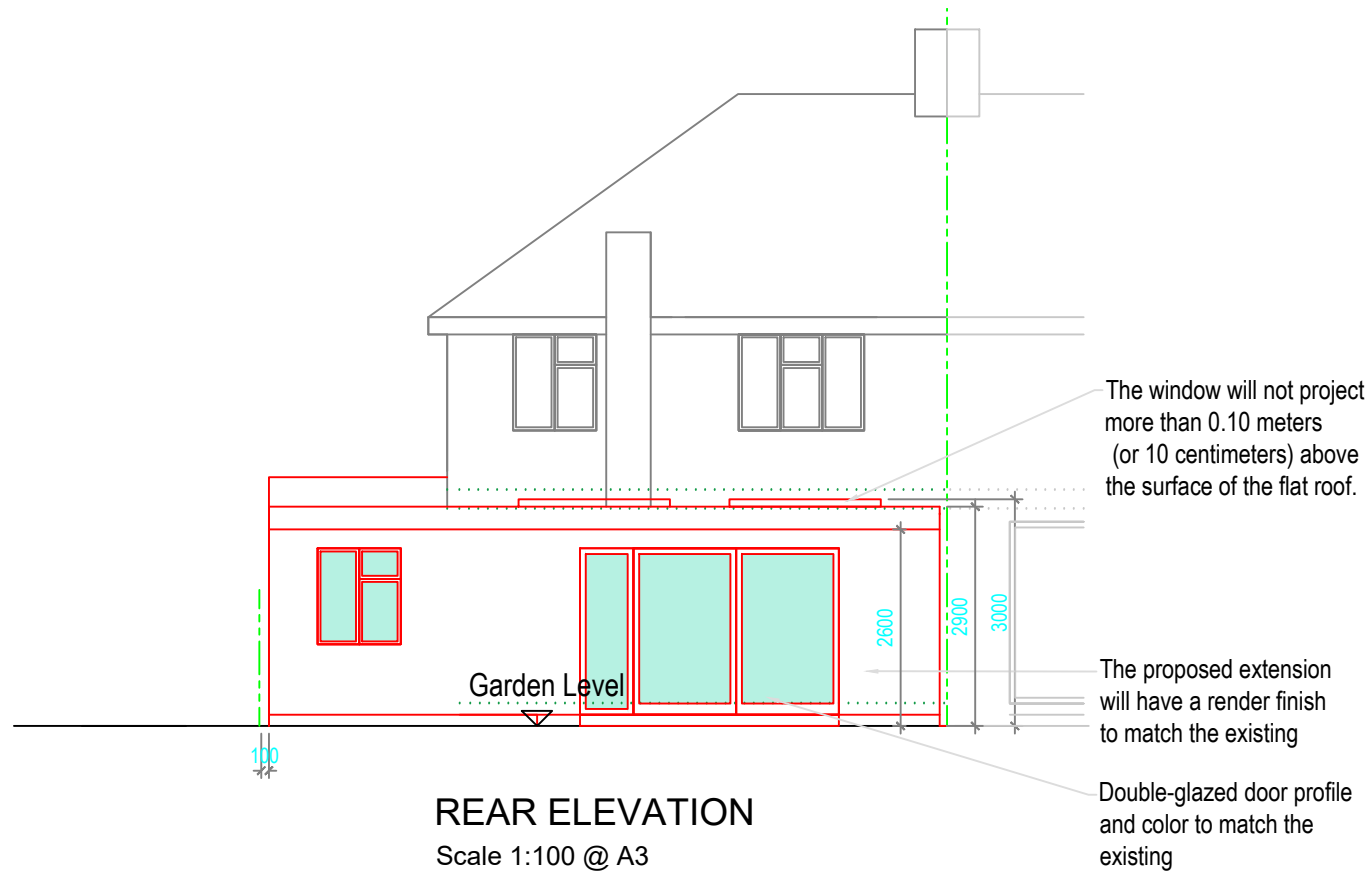 The window will not project
more than 0.10 meters
(or 10 centimeters) above
the surface of the flat roof.
2600
2900
3000
Garden Level
The proposed extension
will have a render finish
to match the existing
100
Double-glazed door profile
and color to match the
existing
REAR ELEVATION
Scale 1:100 @ A3